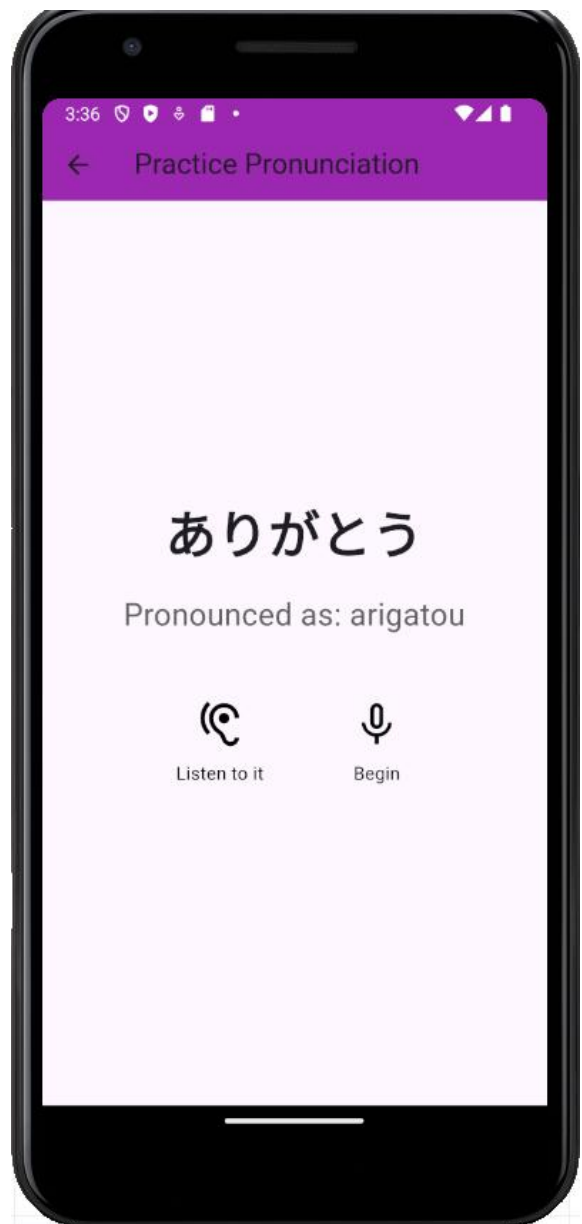 3:36
Practice Pronunciation
ありがとう
Pronounced as: arigatou
Listen to it
Begin